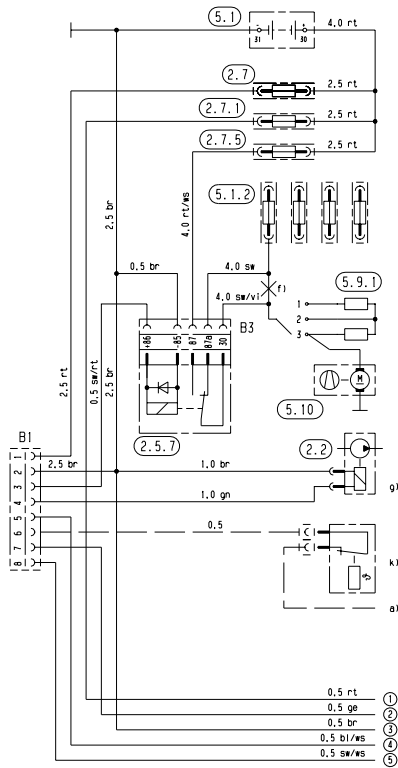 5.1
- +
31 30
4.0 rt
2.7
2.5 rt
2.7.1
2.5 rt
2.7.5
2.5 rt
5.1.2
2.5 br
4.0 rt/ws
0.5 br
4.0 sw
f)
4.0 sw/vi
5.9.1
1
2
3
B3
+86 -85 87 87a 30
M
5.10
2.5.7
2.5 rt
0.5 sw/rt
2.5 br
2.2
B1
1
2
3
4
5
6
7
8
2.5 br
1.0 br
1.0 gn
g)
0.5
k)
ϑ
a)
0.5 rt 1
0.5 ge 2
0.5 br 3
0.5 bl/ws 4
0.5 sw/ws 5